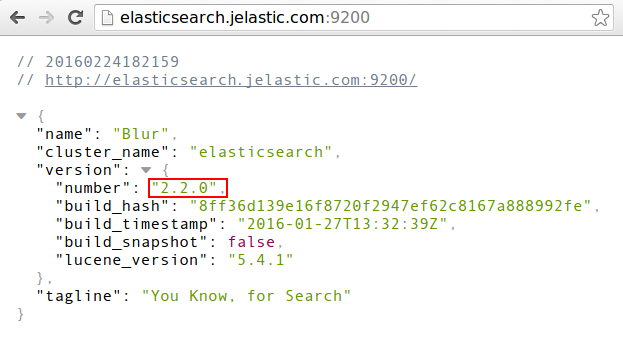 elasticsearch.jelastic.com:9200
// 20160224182159
// http://elasticsearch.jelastic.com:9200/
{
"name": "Blur",
"cluster_name": "elasticsearch",
"version": {
"number": "2.2.0",
"build_hash": "8ff36d139e16f8720f2947ef62c8167a888992fe",
"build_timestamp": "2016-01-27T13:32:39Z",
"build_snapshot": false,
"lucene_version": "5.4.1"
},
"tagline": "You Know, for Search"
}